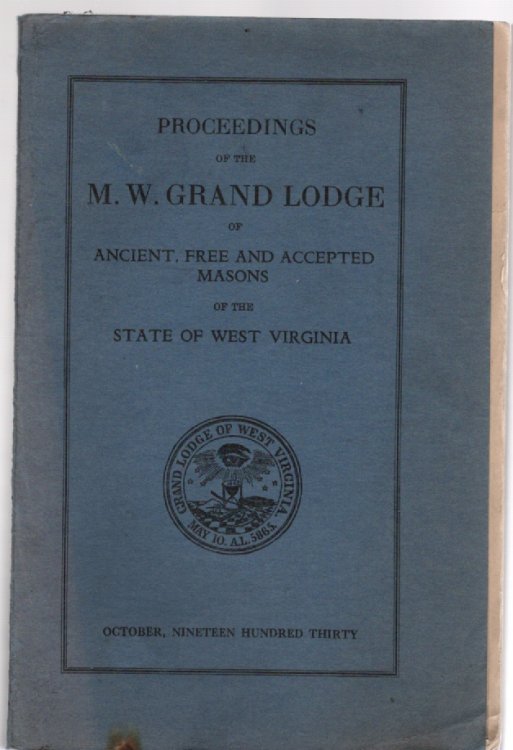 PROCEEDINGS
OF THE
M. W. GRAND LODGE
OF
ANCIENT, FREE AND ACCEPTED
MASONS
OF THE
STATE OF WEST VIRGINIA
GRAND LODGE OF WEST VIRGINIA
MAY 10. A.L. 5865
OCTOBER, NINETEEN HUNDRED THIRTY